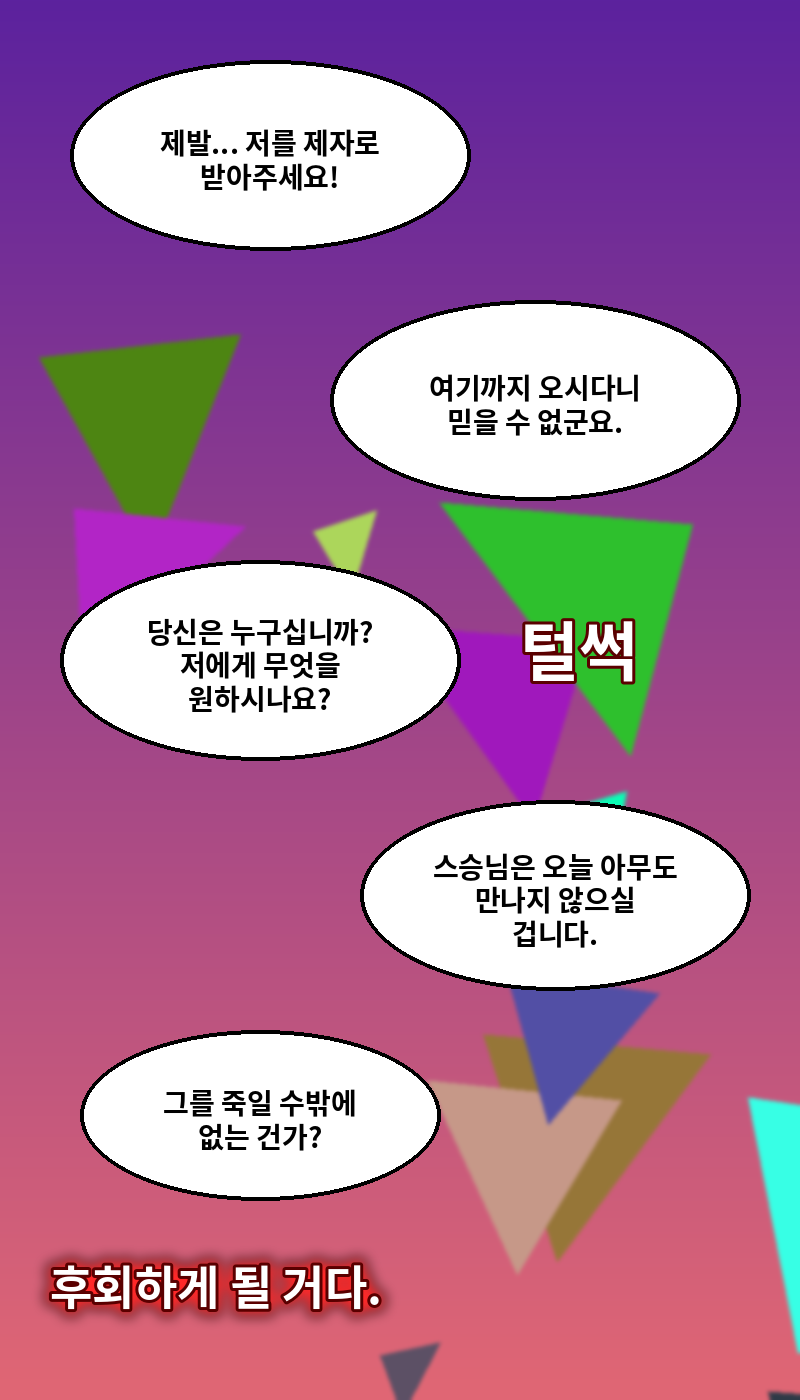 제발... 저를 제자로
받아주세요!
여기까지 오시다니
믿을 수 없군요.
당신은 누구십니까?
저에게 무엇을
원하시나요?
털썩
스승님은 오늘 아무도
만나지 않으실
겁니다.
그를 죽일 수밖에
없는 건가?
후회하게 될 거다.